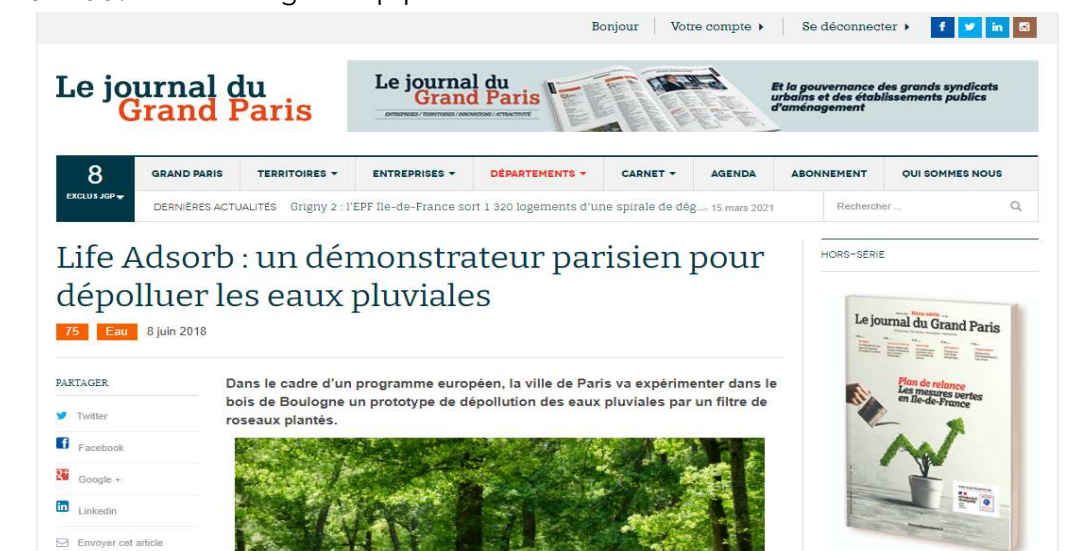 Bonjour Votre compte Se déconnecter
Le journal du
Grand Paris
Le journal du
Grand Paris
ENTREPRISES / TERRITOIRES / INNOVATIONS / ATTRACTIVITÉ
Et la gouvernance des grands syndicats
urbains et des établissements publics
d'aménagement
8
EXCLUS JGP
GRAND PARIS TERRITOIRES ENTREPRISES DÉPARTEMENTS CARNET AGENDA ABONNEMENT QUI SOMMES NOUS
DERNIÈRES ACTUALITÉS Grigny 2 : l'EPF Ile-de-France sort 1 320 logements d'une spirale de dég... - 15 mars 2021
Rechercher ...
Life Adsorb : un démonstrateur parisien pour
dépolluer les eaux pluviales
75 Eau 8 juin 2018
PARTAGER
Twitter
Facebook
Google +
Linkedin
Envoyer cet article
Dans le cadre d'un programme européen, la ville de Paris va expérimenter dans le
bois de Boulogne un prototype de dépollution des eaux pluviales par un filtre de
roseaux plantés.
HORS-SÉRIE
Hors-série
Le journal du Grand Paris
Plan de relance
Les mesures vertes
en Ile-de-France